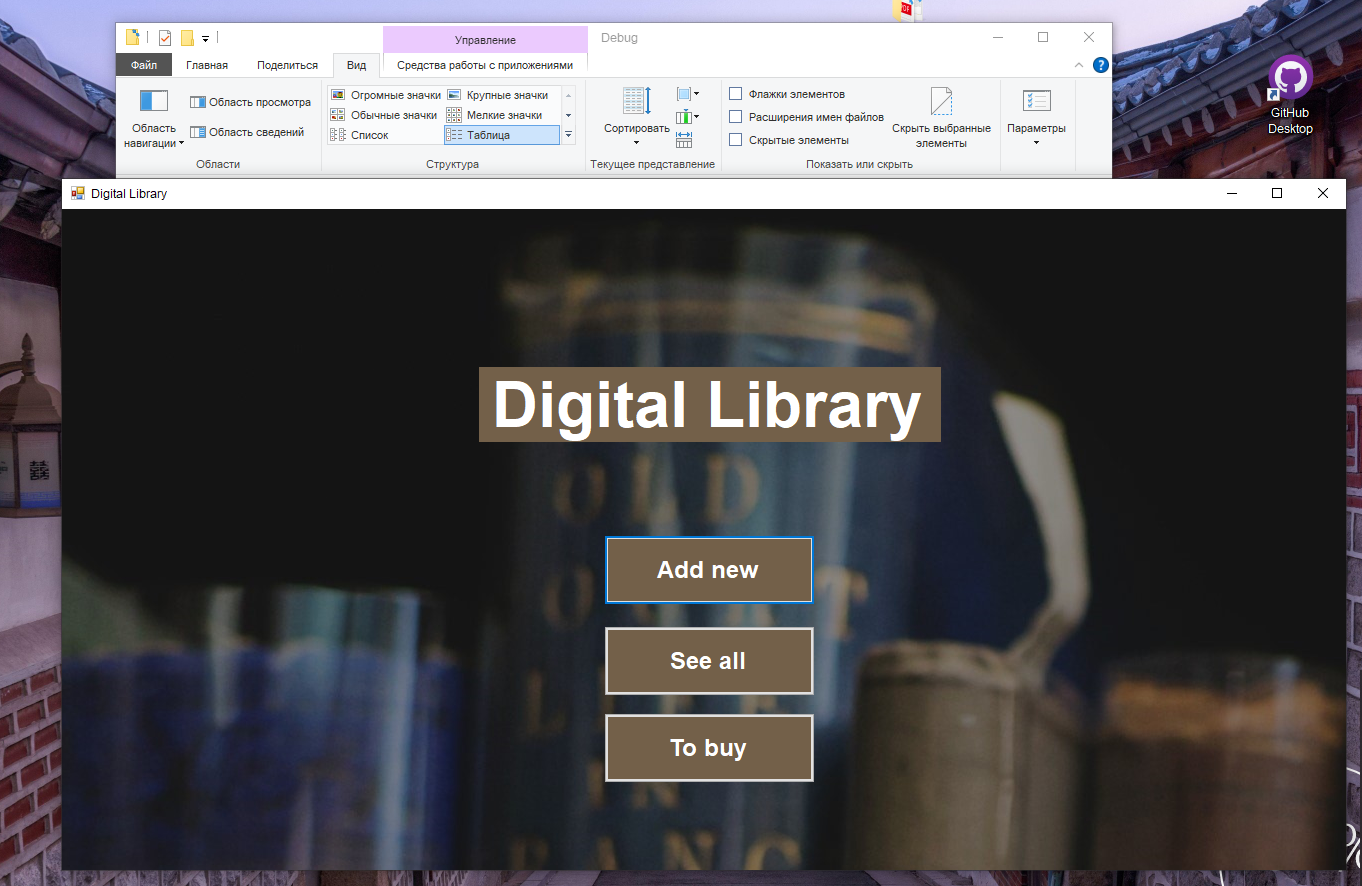 Управление
Debug
Файл
Главная
Поделиться
Вид
Средства работы с приложениями
?
Область навигации
Область просмотра
Область сведений
Области
Огромные значки
Крупные значки
Обычные значки
Мелкие значки
Список
Таблица
Структура
Сортировать
Текущее представление
Флажки элементов
Расширения имен файлов
Скрытые элементы
Скрыть выбранные
элементы
Показать или скрыть
Параметры
PDF
GitHub
Desktop
Digital Library
Digital Library
OLD
Add new
See all
To buy